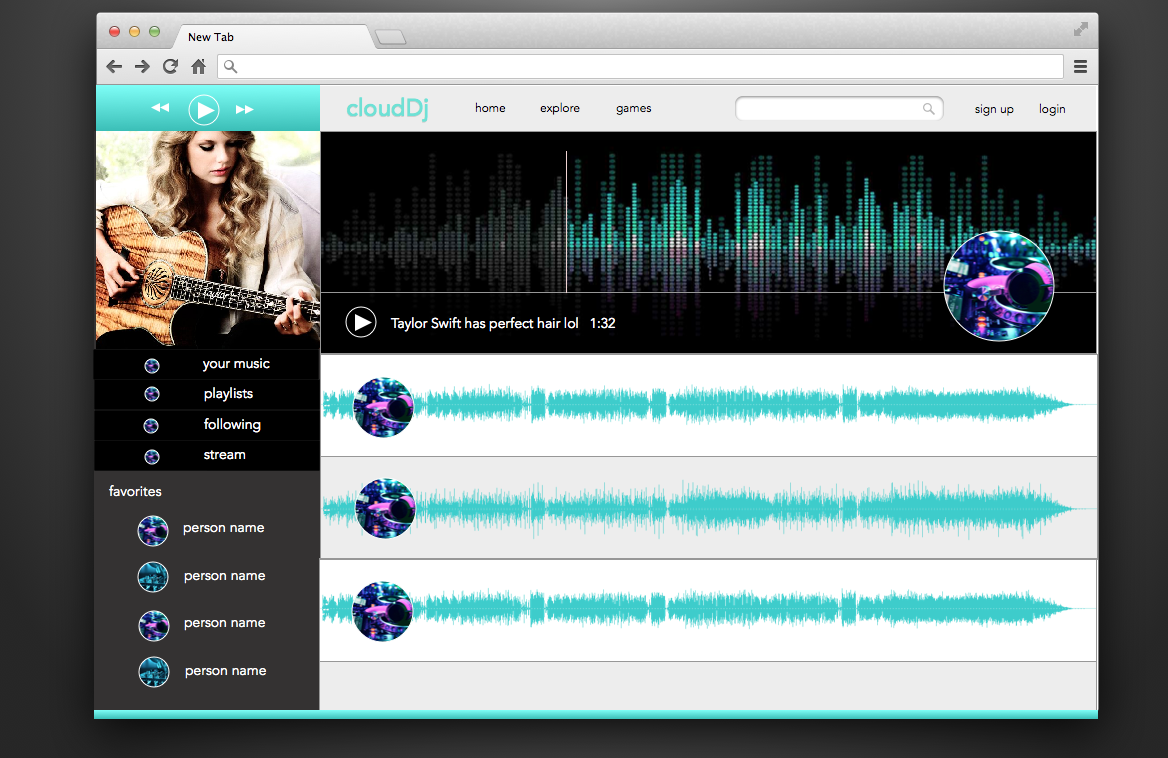 New Tab
cloudDj
home
explore
games
sign up
login
Taylor Swift has perfect hair lol 1:32
your music
playlists
following
stream
favorites
person name
person name
person name
person name